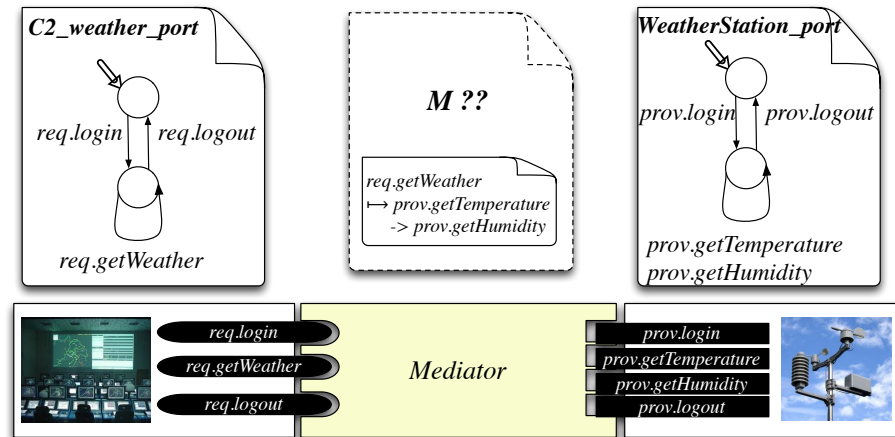 C2_weather_port
req.login
req.logout
req.getWeather
M ??
req.getWeather
↦ prov.getTemperature
-> prov.getHumidity
WeatherStation_port
prov.login
prov.logout
prov.getTemperature
prov.getHumidity
req.login
req.getWeather
req.logout
Mediator
prov.login
prov.getTemperature
prov.getHumidity
prov.logout